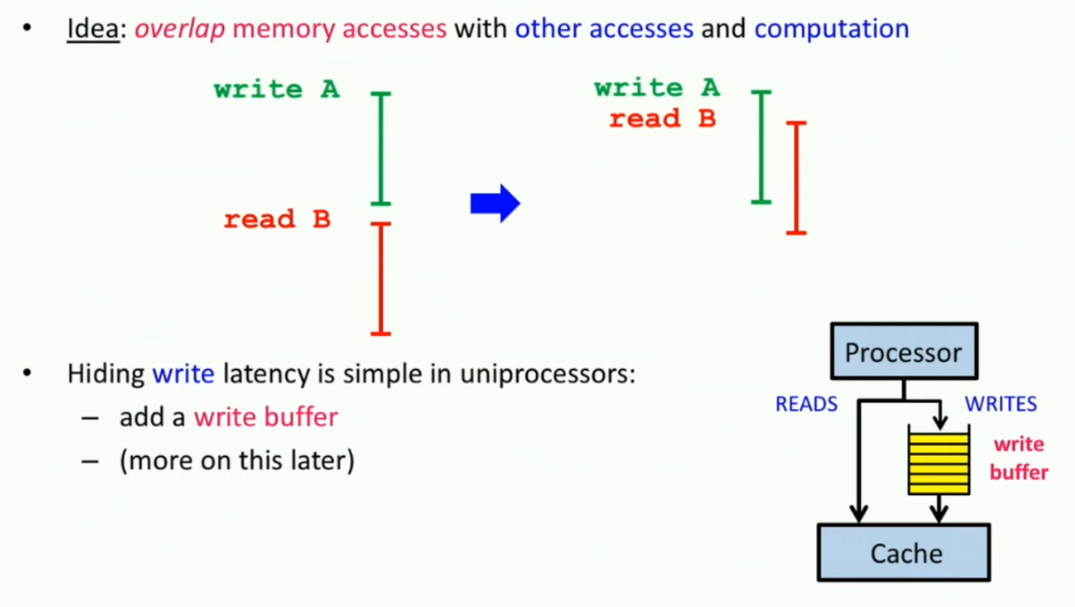 • Idea: overlap memory accesses with other accesses and computation
write A
read B
write A
read B
• Hiding write latency is simple in uniprocessors:
– add a write buffer
– (more on this later)
Processor
READS
WRITES
write
buffer
Cache